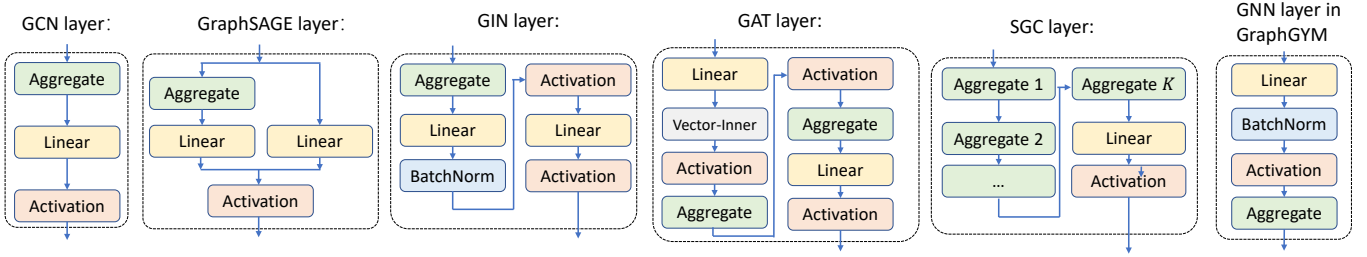 GCN layer:
Aggregate
Linear
Activation
GraphSAGE layer:
Aggregate
Linear
Linear
Activation
GIN layer:
Aggregate
Linear
BatchNorm
Activation
Linear
Activation
GAT layer:
Linear
Vector-Inner
Activation
Aggregate
Activation
Aggregate
Linear
Activation
SGC layer:
Aggregate 1
Aggregate 2
...
Aggregate K
Linear
Activation
GNN layer in
GraphGYM
Linear
BatchNorm
Activation
Aggregate